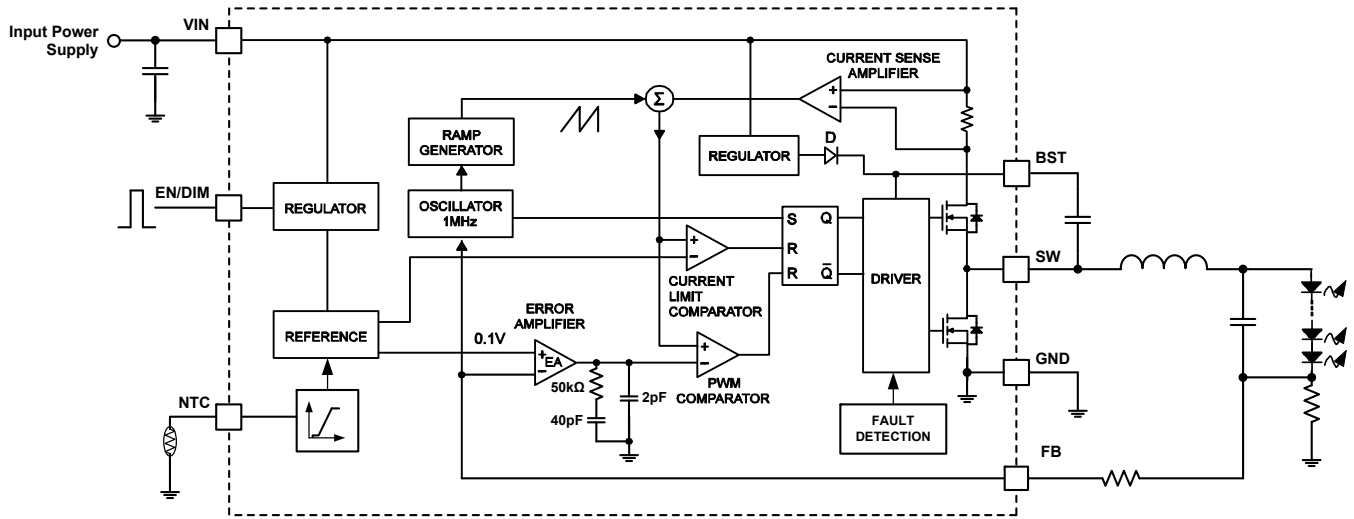 Input Power
Supply
VIN
CURRENT SENSE
AMPLIFIER
+
−
Σ
RAMP
GENERATOR
REGULATOR
D
BST
EN/DIM
REGULATOR
OSCILLATOR
1MHz
S
Q
R
R
Q̅
DRIVER
+
−
CURRENT
LIMIT
COMPARATOR
SW
REFERENCE
0.1V
ERROR
AMPLIFIER
+
−
EA
+
−
PWM
COMPARATOR
GND
50kΩ
2pF
40pF
NTC
FAULT
DETECTION
FB